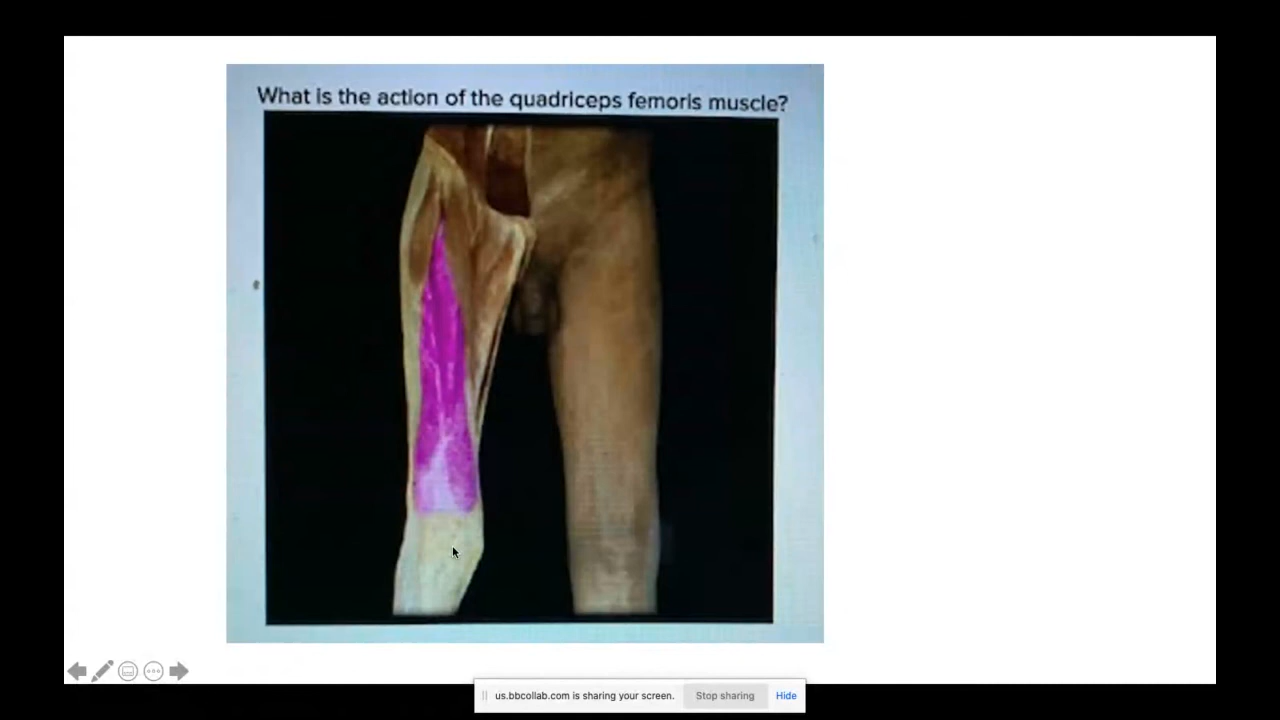 What is the action of the quadriceps femoris muscle?
us.bbcollab.com is sharing your screen. Stop sharing Hide